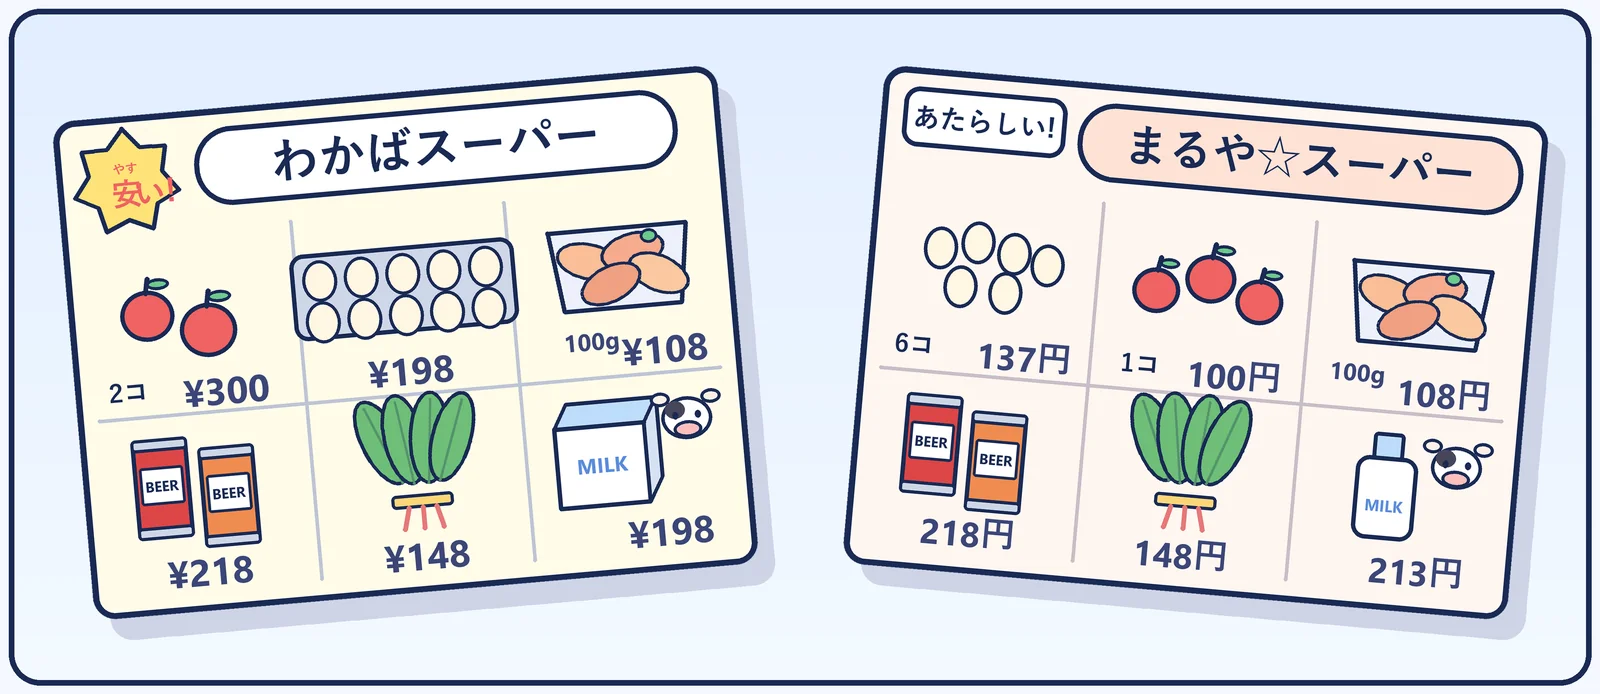 やす
安い!
わかばスーパー
2コ ¥300
¥198
100g ¥108
BEER
BEER
¥218
¥148
MILK
¥198
あたらしい!
まるや☆スーパー
6コ 137円
1コ 100円
100g 108円
BEER
BEER
218円
148円
MILK
213円